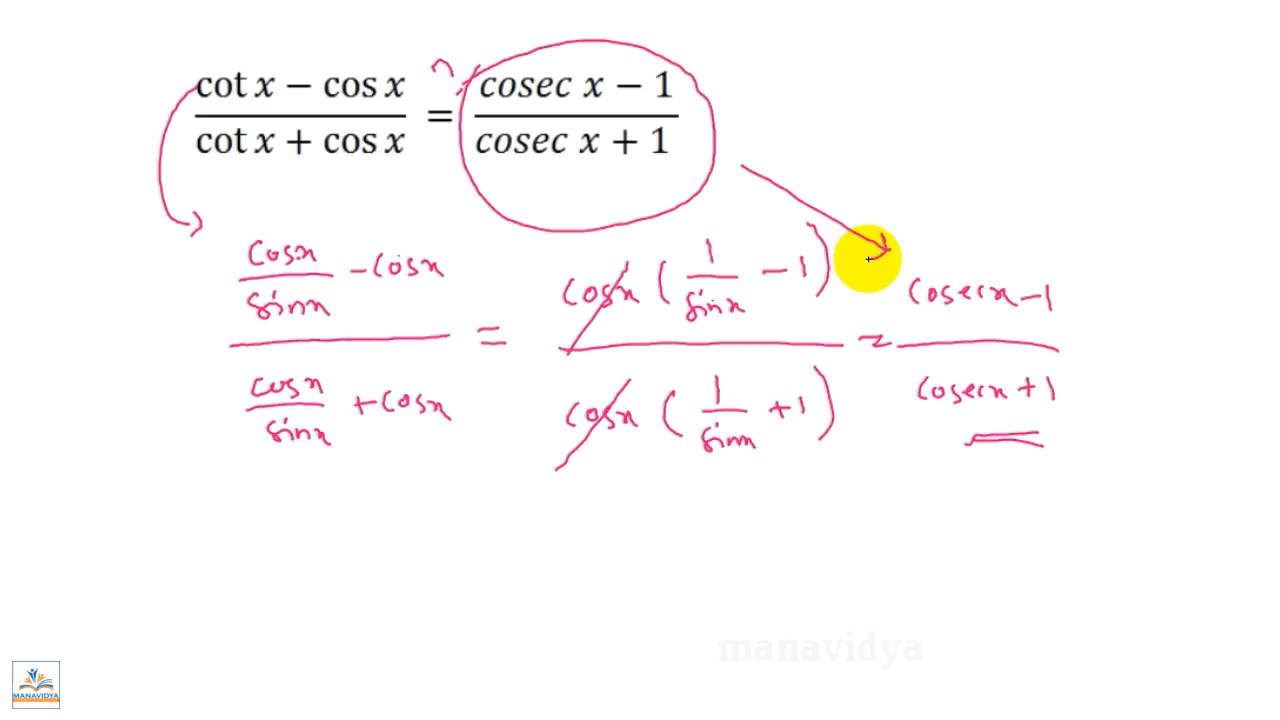 cot x − cos x / cot x + cos x = cosec x − 1 / cosec x + 1
cosx/sinx − cosx / cosx/sinx + cosx = cosx (1/sinx − 1) / cosx (1/sinx + 1) = cosecx − 1 / cosecx + 1
manavidya
MANAVIDYA